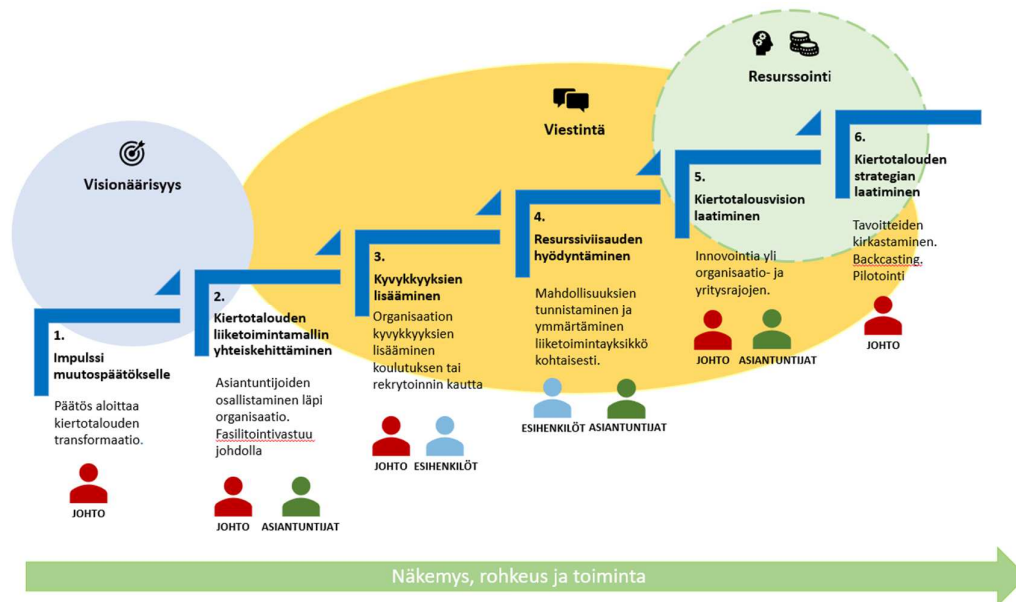 Visionäärisyys
Viestintä
Resurssointi
1.
Impulssi
muutospäätökselle
Päätös aloittaa
kiertotalouden
transformaatio.
JOHTO
2.
Kiertotalouden
liiketoimintamallin
yhteiskehittäminen
Asiantuntijoiden
osallistaminen läpi
organisaatio.
Fasilitointivastuu
johdolla
JOHTO ASIANTUNTIJAT
3.
Kyvykkyyksien
lisääminen
Organisaation
kyvykkyyksien
lisääminen
koulutuksen tai
rekrytoinnin kautta
JOHTO ESIHENKILÖT
4.
Resurssiviisauden
hyödyntäminen
Mahdollisuuksien
tunnistaminen ja
ymmärtäminen
liiketoimintayksikkö
kohtaisesti.
ESIHENKILÖT ASIANTUNTIJAT
5.
Kiertotalousvision
laatiminen
Innovointia yli
organisaatio- ja
yritysrajojen.
JOHTO ASIANTUNTIJAT
6.
Kiertotalouden
strategian
laatiminen
Tavoitteiden
kirkastaminen.
Backcasting.
Pilotointi
JOHTO
Näkemys, rohkeus ja toiminta